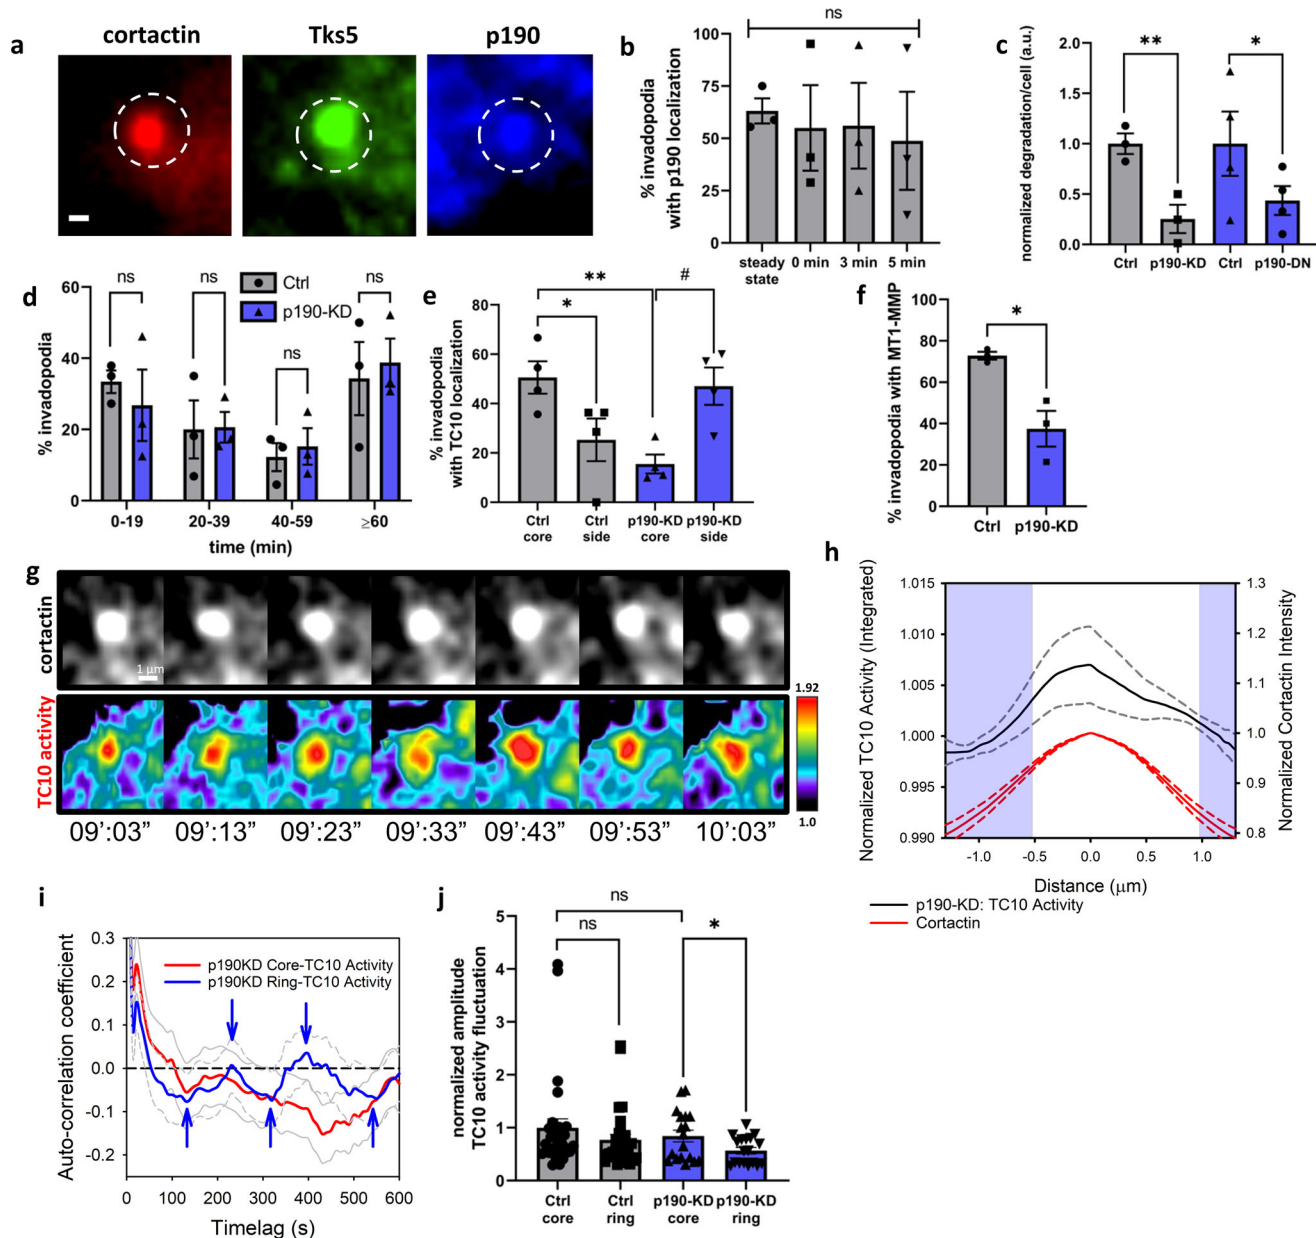 a
cortactin
Tks5
p190
b
ns
% invadopodia
with p190 localization
100
75
50
25
0
steady
state
0 min
3 min
5 min
c
**
*
normalized degradation/cell (a.u.)
2.0
1.5
1.0
0.5
0.0
Ctrl
p190-KD
Ctrl
p190-DN
d
ns
ns
ns
ns
Ctrl
p190-KD
% invadopodia
60
40
20
0
0-19
20-39
40-59
≥60
time (min)
e
**
#
*
% invadopodia
with TC10 localization
80
60
40
20
0
Ctrl
core
Ctrl
side
p190-KD
core
p190-KD
side
f
*
% invadopodia with MT1-MMP
100
80
60
40
20
0
Ctrl
p190-KD
g
cortactin
1 μm
TC10 activity
1.92
1.0
09':03"
09':13"
09':23"
09':33"
09':43"
09':53"
10':03"
h
Normalized TC10 Activity (Integrated)
1.015
1.010
1.005
1.000
0.995
0.990
Normalized Cortactin Intensity
1.3
1.2
1.1
1.0
0.9
0.8
-1.0
-0.5
0.0
0.5
1.0
Distance (μm)
p190-KD: TC10 Activity
Cortactin
i
Auto-correlation coefficient
0.3
0.2
0.1
0.0
-0.1
-0.2
p190KD Core-TC10 Activity
p190KD Ring-TC10 Activity
0
100
200
300
400
500
600
Timelag (s)
j
ns
ns
*
normalized amplitude
TC10 activity fluctuation
5
4
3
2
1
0
Ctrl
core
Ctrl
ring
p190-KD
core
p190-KD
ring